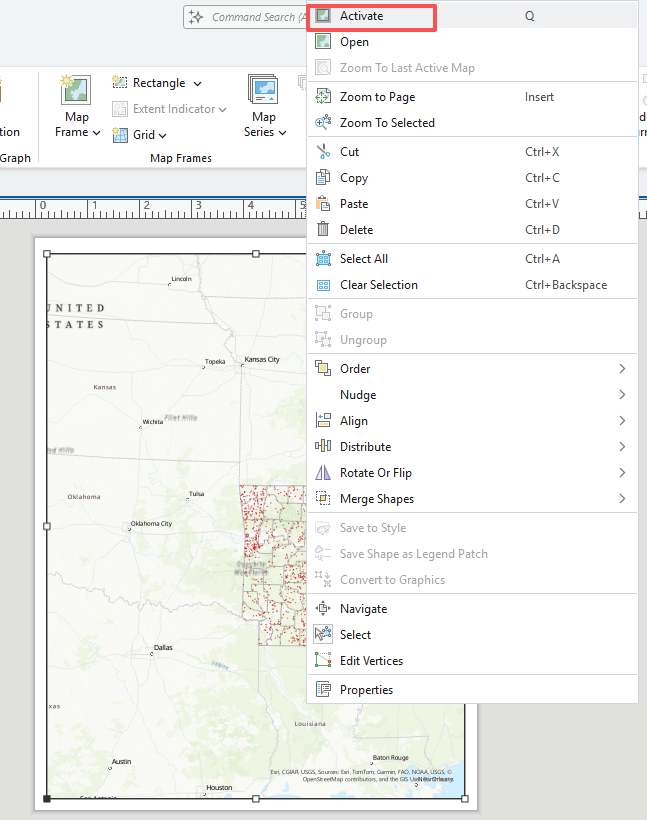 Command Search (A
Activate Q
Open
Zoom To Last Active Map
Zoom to Page Insert
Zoom To Selected
Cut Ctrl+X
Copy Ctrl+C
Paste Ctrl+V
Delete Ctrl+D
Select All Ctrl+A
Clear Selection Ctrl+Backspace
Group
Ungroup
Order
Nudge
Align
Distribute
Rotate Or Flip
Merge Shapes
Save to Style
Save Shape as Legend Patch
Convert to Graphics
Navigate
Select
Edit Vertices
Properties
tion
Graph
Map
Frame
Rectangle
Extent Indicator
Grid
Map Frames
Map
Series
0 1 2 3 4 5
Lincoln
UNITED
STATES
Topeka
Kansas City
Kansas
Wichita
Flint Hills
Red Hills
Oklahoma
Tulsa
Oklahoma City
Ouachita
Mountains
Dallas
xas
Louisiana
Austin
Baton Rouge
Esri, CGIAR, USGS, Sources: Esri, TomTom, Garmin, FAO, NOAA, USGS, ©
OpenStreetMap contributors, and the GIS User
New Orleans
Houston
San Antonio